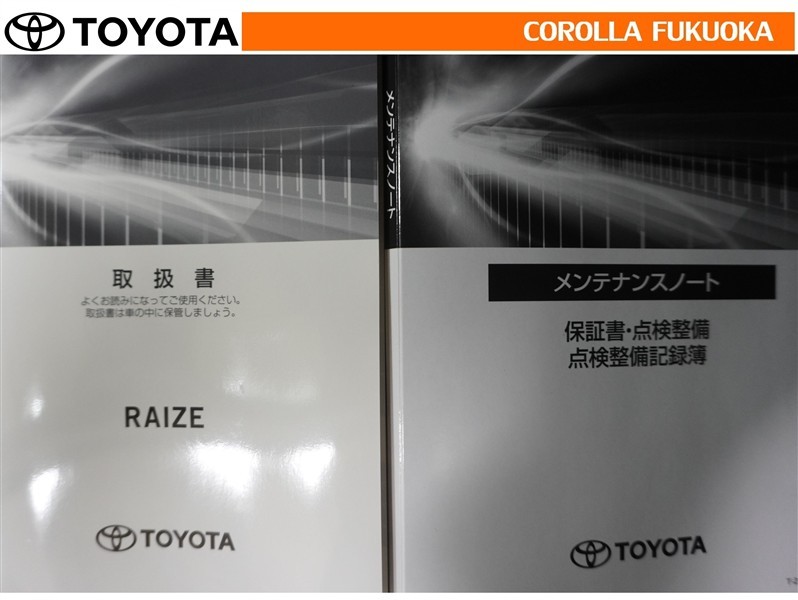 TOYOTA
COROLLA FUKUOKA
取扱書
よくお読みになってご使用ください。
取扱書は車の中に保管しましょう。
RAIZE
TOYOTA
メンテナンスノート
メンテナンスノート
保証書・点検整備
点検整備記録簿
TOYOTA